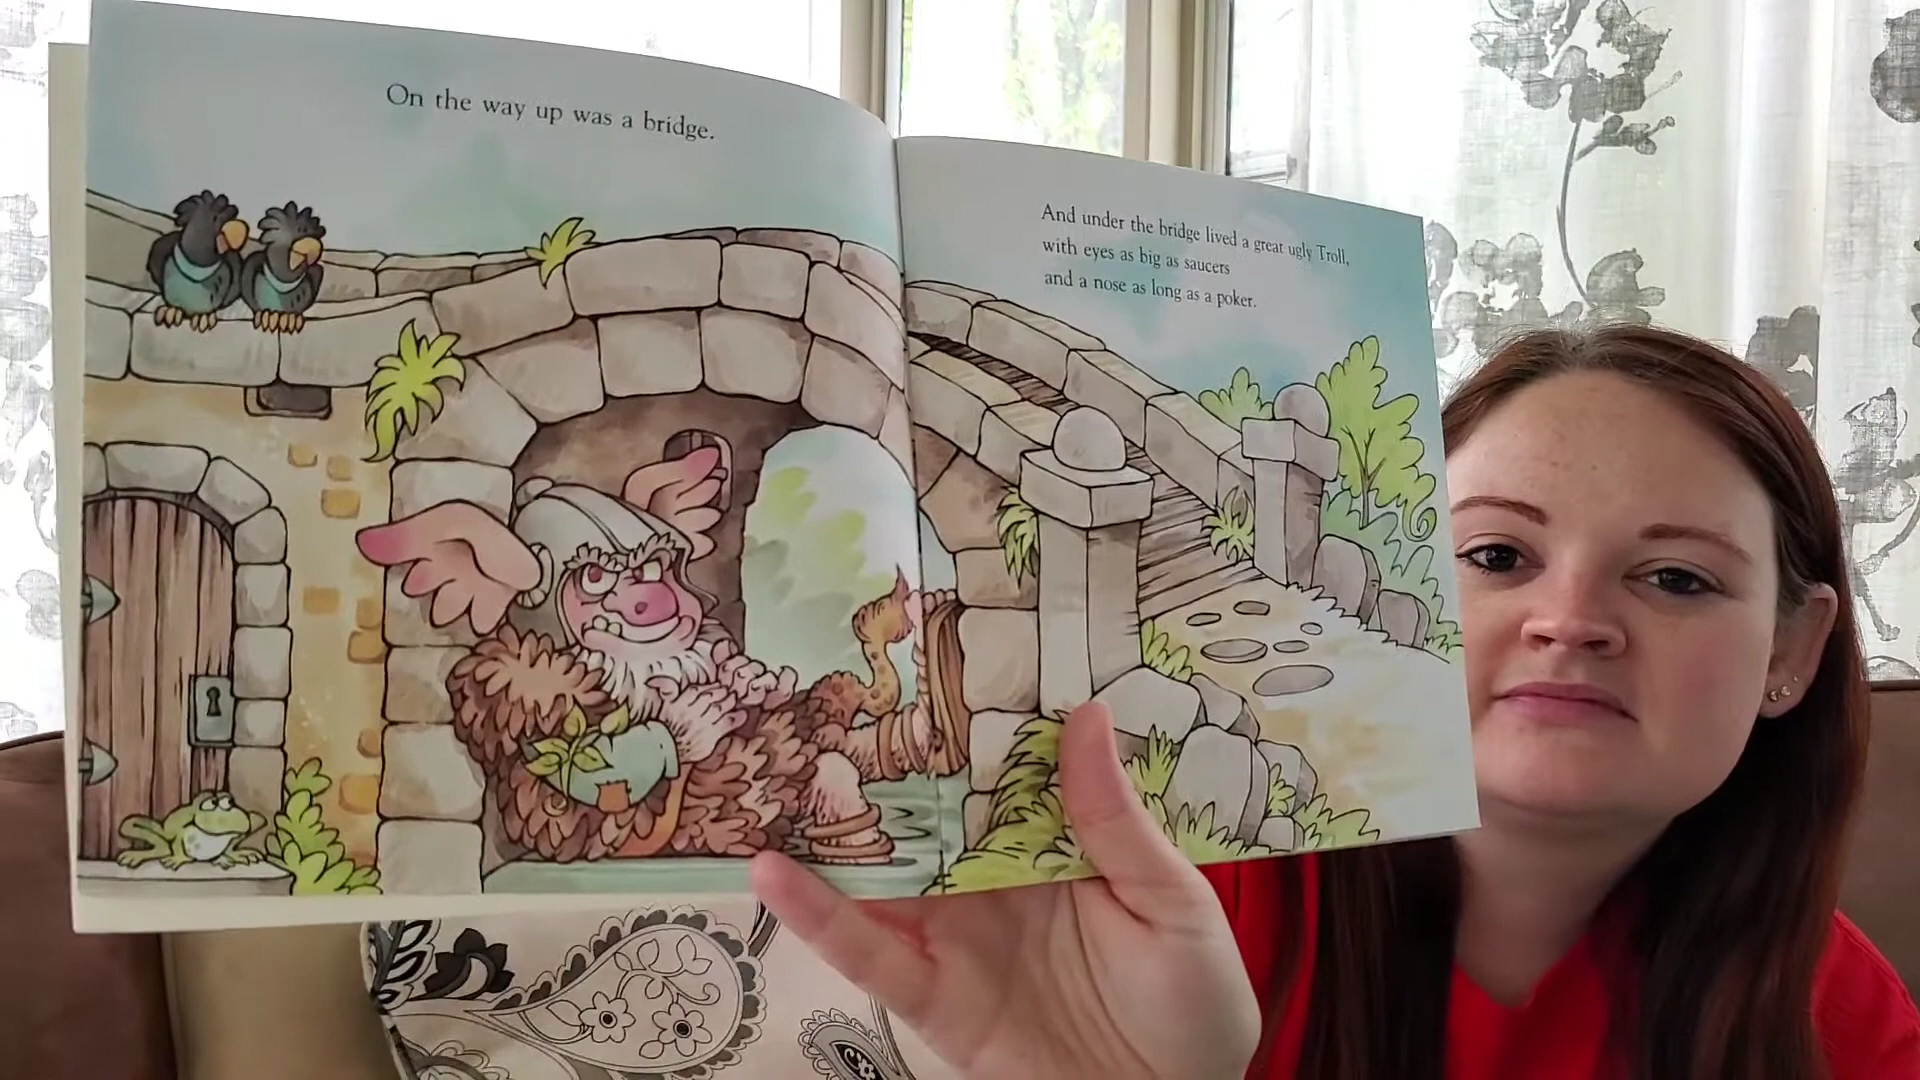 On the way up was a bridge.
And under the bridge lived a great ugly Troll,
with eyes as big as saucers
and a nose as long as a poker.